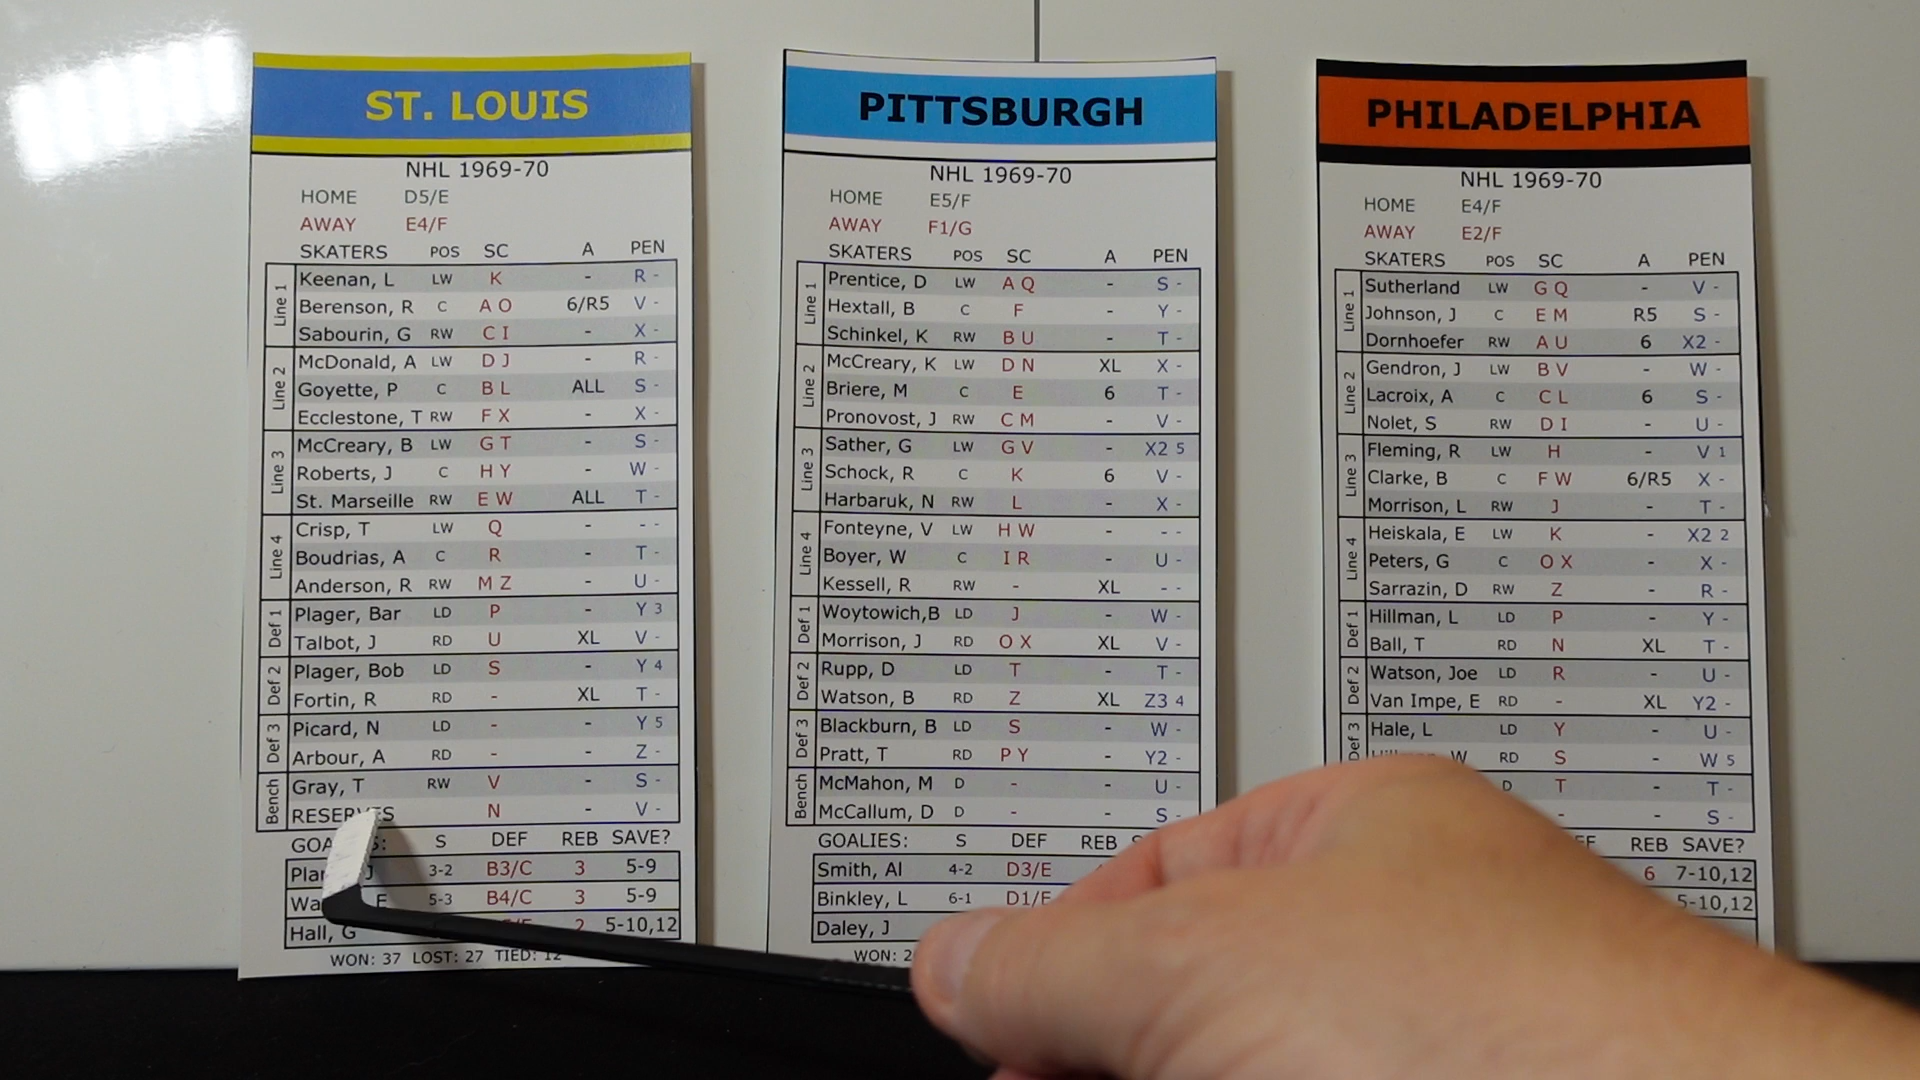 ST. LOUIS
NHL 1969-70
HOME D5/E
AWAY E4/F
SKATERS POS SC A PEN
Line 1
Keenan, L LW K - R -
Berenson, R C A O 6/R5 V -
Sabourin, G RW C I - X -
Line 2
McDonald, A LW D J - R -
Goyette, P C B L ALL S -
Ecclestone, T RW F X - X -
Line 3
McCreary, B LW G T - S -
Roberts, J C H Y - W -
St. Marseille RW E W ALL T -
Line 4
Crisp, T LW Q - - -
Boudrias, A C R - T -
Anderson, R RW M Z - U -
Def 1
Plager, Bar LD P - Y 3
Talbot, J RD U XL V -
Def 2
Plager, Bob LD S - Y 4
Fortin, R RD - XL T -
Def 3
Picard, N LD - - Y 5
Arbour, A RD - - Z -
Bench
Gray, T RW V - S -
RESERVES N - V -
S DEF REB SAVE?
J 3-2 B3/C 3 5-9
E 5-3 B4/C 3 5-9
Hall, G 2 5-10,12
WON: 37 LOST: 27 TIED: 12
PITTSBURGH
NHL 1969-70
HOME E5/F
AWAY F1/G
SKATERS POS SC A PEN
Line 1
Prentice, D LW A Q - S -
Hextall, B C F - Y -
Schinkel, K RW B U - T -
Line 2
McCreary, K LW D N XL X -
Briere, M C E 6 T -
Pronovost, J RW C M - V -
Line 3
Sather, G LW G V - X2 5
Schock, R C K 6 V -
Harbaruk, N RW L - X -
Line 4
Fonteyne, V LW H W - - -
Boyer, W C I R - U -
Kessell, R RW - XL - -
Def 1
Woytowich,B LD J - W -
Morrison, J RD O X XL V -
Def 2
Rupp, D LD T - T -
Watson, B RD Z XL Z3 4
Def 3
Blackburn, B LD S - W -
Pratt, T RD P Y - Y2 -
Bench
McMahon, M D - - U -
McCallum, D D - - S -
GOALIES: S DEF REB
Smith, Al 4-2 D3/E
Binkley, L 6-1 D1/E
Daley, J
WON: 2
PHILADELPHIA
NHL 1969-70
HOME E4/F
AWAY E2/F
SKATERS POS SC A PEN
Line 1
Sutherland LW G Q - V -
Johnson, J C E M R5 S -
Dornhoefer RW A U 6 X2 -
Line 2
Gendron, J LW B V - W -
Lacroix, A C C L 6 S -
Nolet, S RW D I - U -
Line 3
Fleming, R LW H - V 1
Clarke, B C F W 6/R5 X -
Morrison, L RW J - T -
Line 4
Heiskala, E LW K - X2 2
Peters, G C O X - X -
Sarrazin, D RW Z - R -
Def 1
Hillman, L LD P - Y -
Ball, T RD N XL T -
Def 2
Watson, Joe LD R - U -
Van Impe, E RD - XL Y2 -
Def 3
Hale, L LD Y - U -
W RD S - W 5
D T - T -
- - S -
REB SAVE?
6 7-10,12
5-10,12